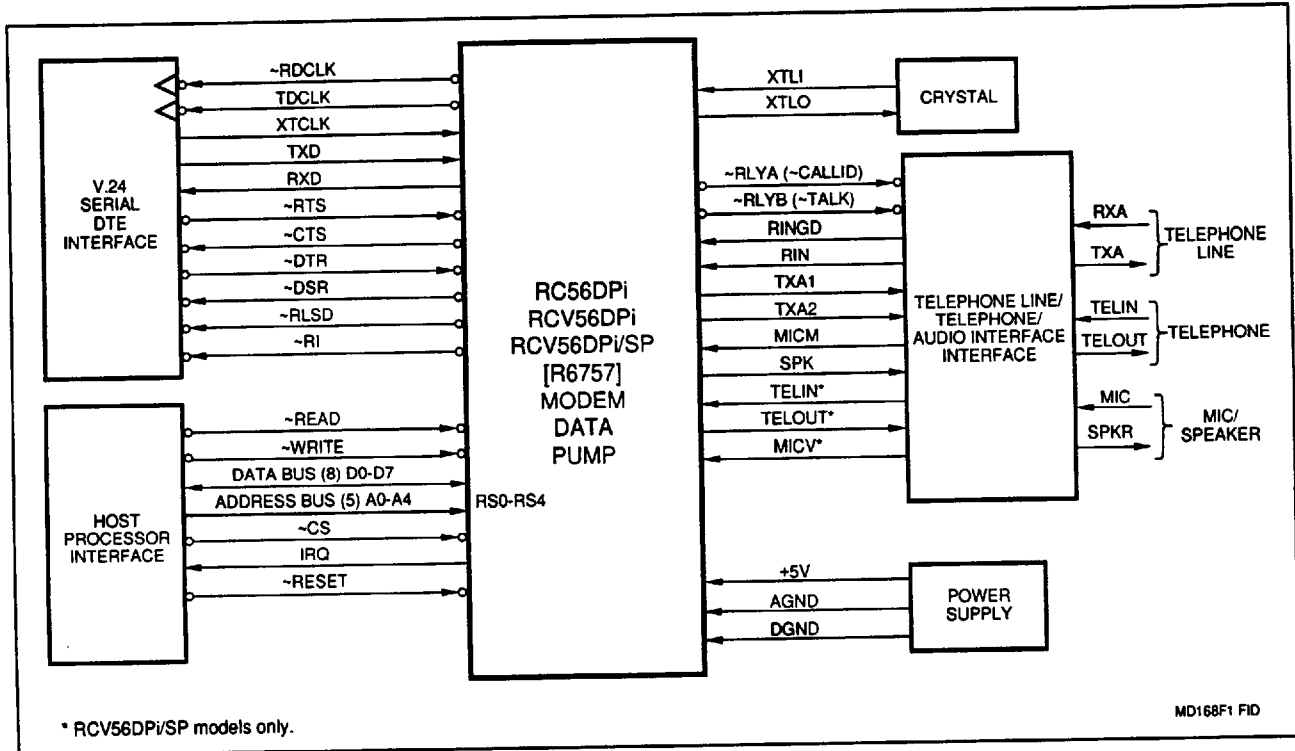 ~RDCLK
TDCLK
XTCLK
TXD
RXD
~RTS
~CTS
~DTR
~DSR
~RLSD
~RI
V.24
SERIAL
DTE
INTERFACE
~READ
~WRITE
DATA BUS (8) D0-D7
ADDRESS BUS (5) A0-A4
~CS
IRQ
~RESET
HOST
PROCESSOR
INTERFACE
RS0-RS4
RC56DPi
RCV56DPi
RCV56DPi/SP
[R6757]
MODEM
DATA
PUMP
XTLI
XTLO
CRYSTAL
~RLYA (~CALLID)
~RLYB (~TALK)
RINGD
RIN
TXA1
TXA2
MICM
SPK
TELIN*
TELOUT*
MICV*
TELEPHONE LINE/
TELEPHONE/
AUDIO INTERFACE
INTERFACE
RXA
TXA
TELEPHONE
LINE
TELIN
TELOUT
TELEPHONE
MIC
SPKR
MIC/
SPEAKER
+5V
AGND
DGND
POWER
SUPPLY
* RCV56DPi/SP models only.
MD168F1 FID